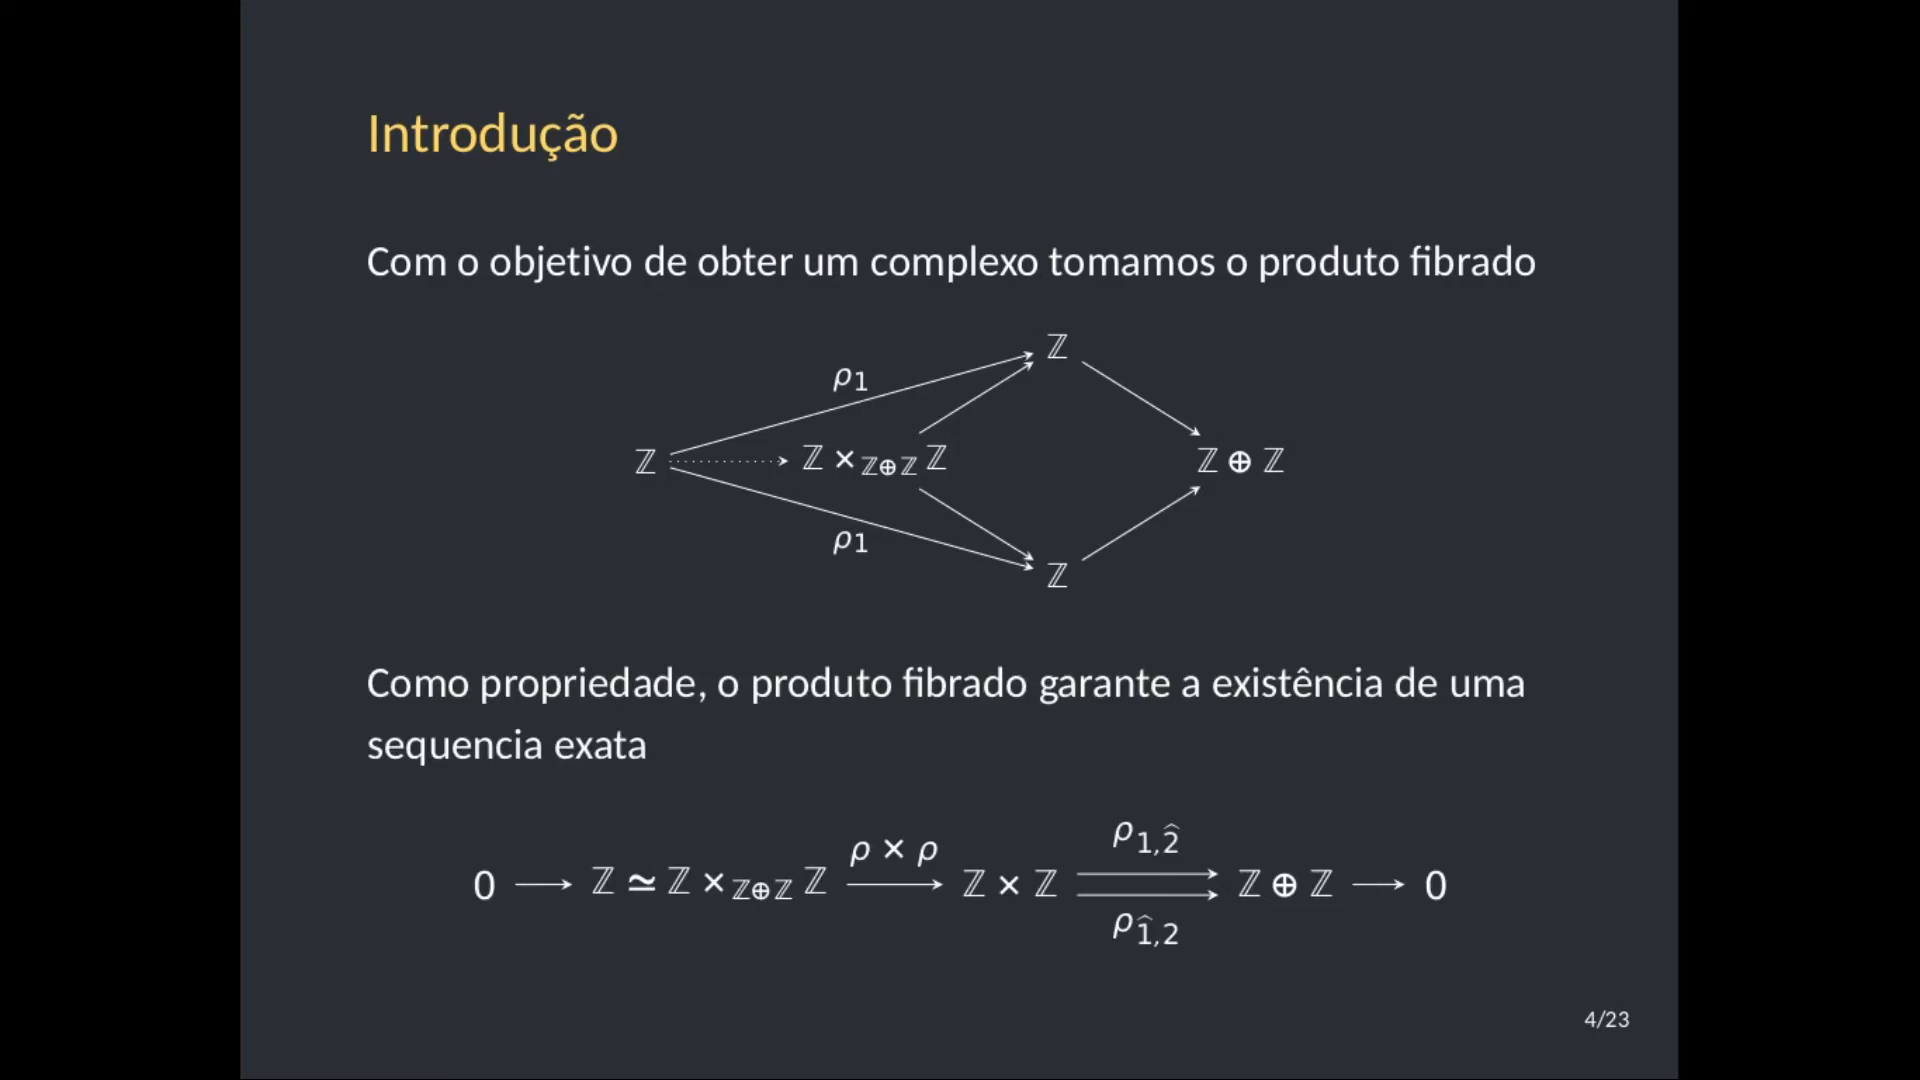 Introdução
Com o objetivo de obter um complexo tomamos o produto fibrado
ℤ
ρ1
ℤ ℤ ×ℤ⊕ℤ ℤ ℤ ⊕ ℤ
ρ1
ℤ
Como propriedade, o produto fibrado garante a existência de uma
sequencia exata
ρ1,2̂
ρ × ρ
0 ⟶ ℤ ≃ ℤ ×ℤ⊕ℤ ℤ ⟶ ℤ × ℤ ⇉ ℤ ⊕ ℤ ⟶ 0
ρ1̂,2
4/23